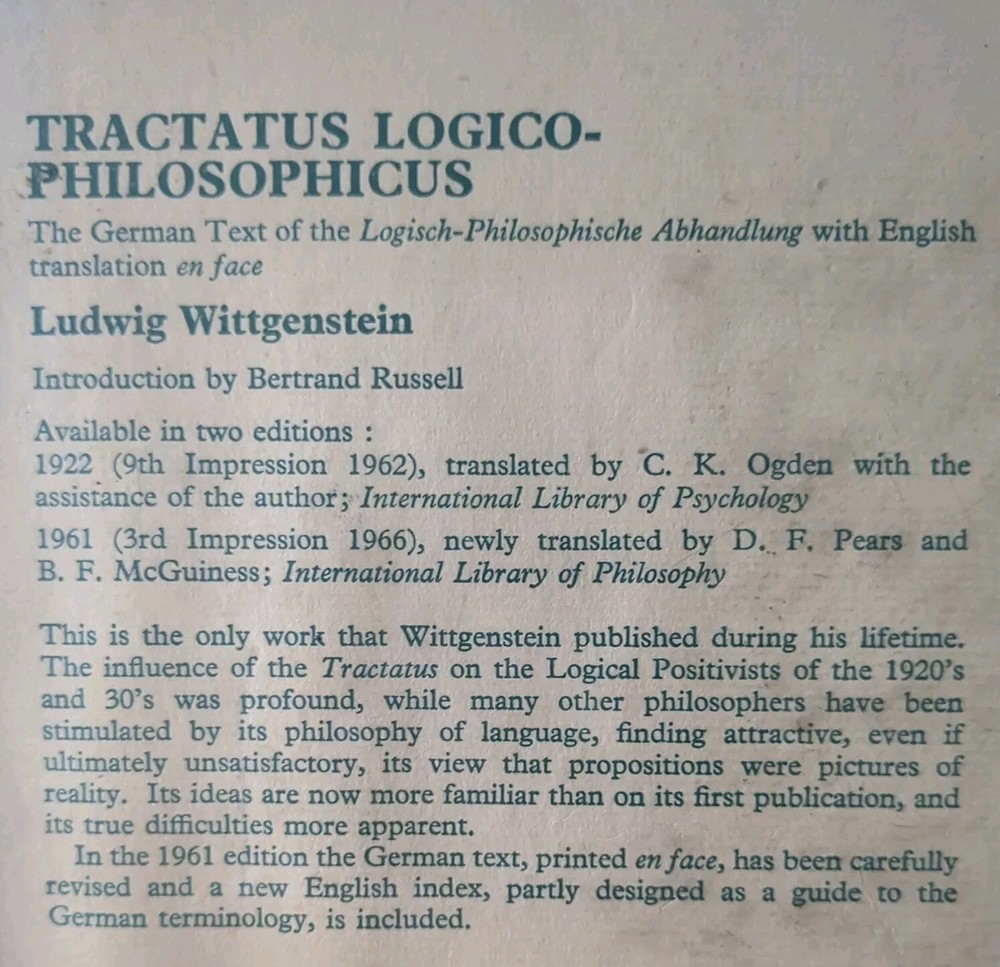 TRACTATUS LOGICO-
PHILOSOPHICUS
The German Text of the Logisch-Philosophische Abhandlung with English
translation en face
Ludwig Wittgenstein
Introduction by Bertrand Russell
Available in two editions :
1922 (9th Impression 1962), translated by C. K. Ogden with the
assistance of the author; International Library of Psychology
1961 (3rd Impression 1966), newly translated by D. F. Pears and
B. F. McGuiness; International Library of Philosophy
This is the only work that Wittgenstein published during his lifetime.
The influence of the Tractatus on the Logical Positivists of the 1920's
and 30's was profound, while many other philosophers have been
stimulated by its philosophy of language, finding attractive, even if
ultimately unsatisfactory, its view that propositions were pictures of
reality. Its ideas are now more familiar than on its first publication, and
its true difficulties more apparent.
In the 1961 edition the German text, printed en face, has been carefully
revised and a new English index, partly designed as a guide to the
German terminology, is included.